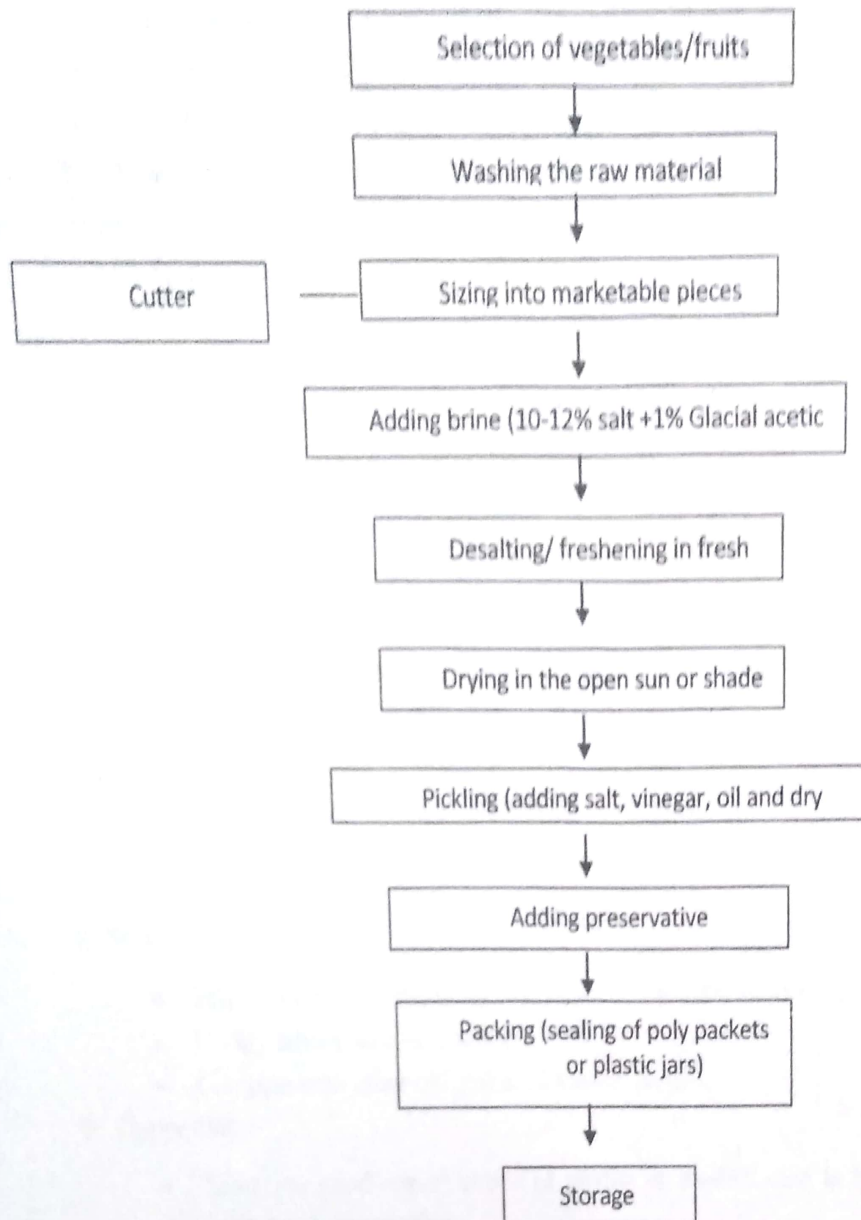 Selection of vegetables/fruits
Washing the raw material
Cutter
Sizing into marketable pieces
Adding brine (10-12% salt +1% Glacial acetic
Desalting/ freshening in fresh
Drying in the open sun or shade
Pickling (adding salt, vinegar, oil and dry
Adding preservative
Packing (sealing of poly packets
or plastic jars)
Storage